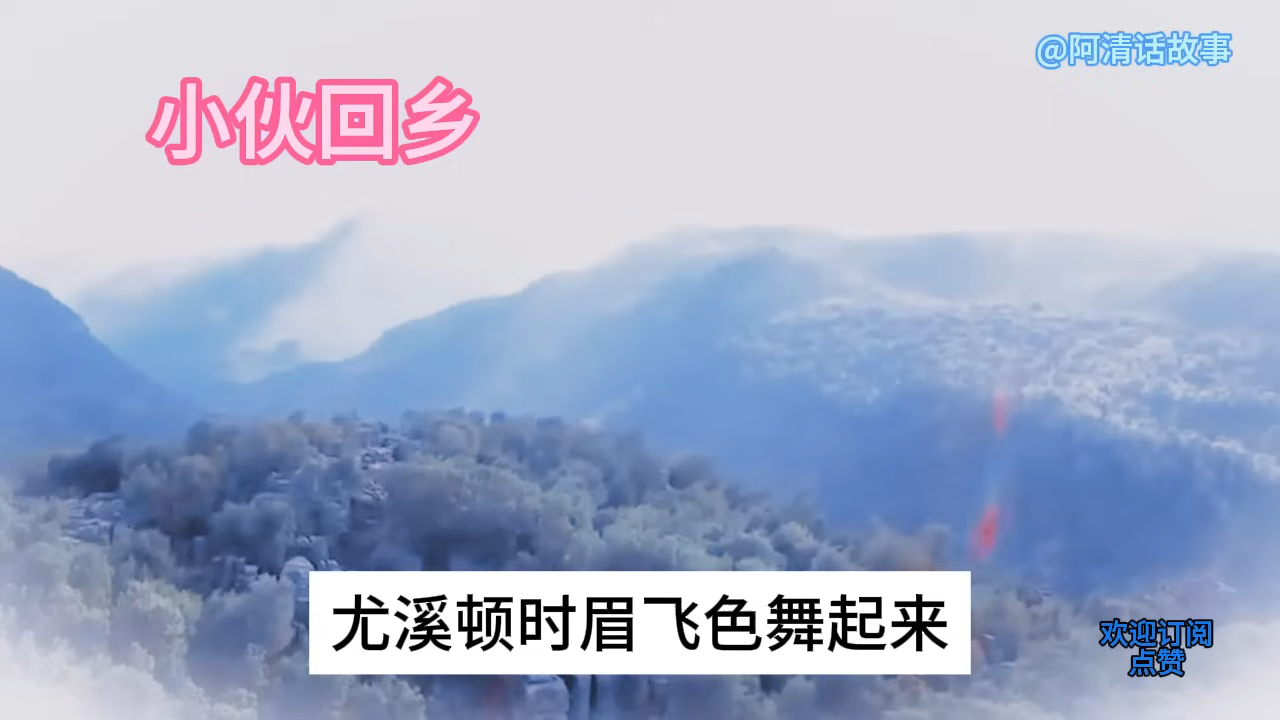 @阿清话故事
小伙回乡
尤溪顿时眉飞色舞起来
欢迎订阅
点赞